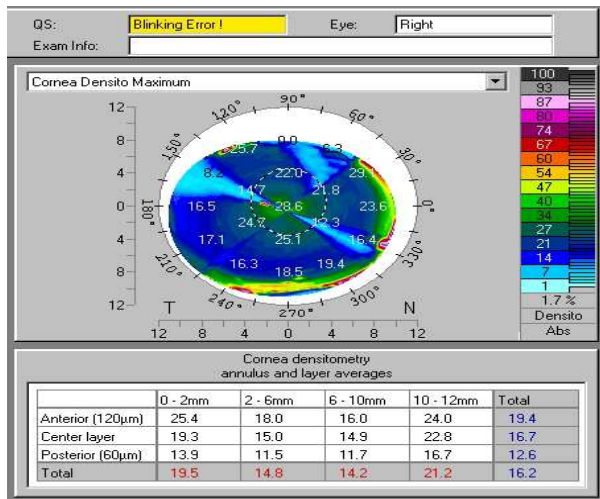 QS: Blinking Error ! Eye: Right
Exam Info:
Cornea Densito Maximum
12 120° 90° 60°
8 150° 25.7 0.0 6.3 30°
4 8.2 22.0 29.1
14.7 21.8
0 180° 16.5 28.6 23.6 0°
24.7 12.3
4 17.1 25.1 16.4
8 210° 16.3 18.5 19.4 330°
12 T 240° 270° 300° N
12 8 4 0 4 8 12
100
93
87
80
74
67
60
54
47
40
34
27
21
14
7
1
1.7 %
Densito
Abs
Cornea densitometry
annulus and layer averages
0 - 2mm 2 - 6mm 6 - 10mm 10 - 12mm Total
Anterior (120µm) 25.4 18.0 16.0 24.0 19.4
Center layer 19.3 15.0 14.9 22.8 16.7
Posterior (60µm) 13.9 11.5 11.7 16.7 12.6
Total 19.5 14.8 14.2 21.2 16.2